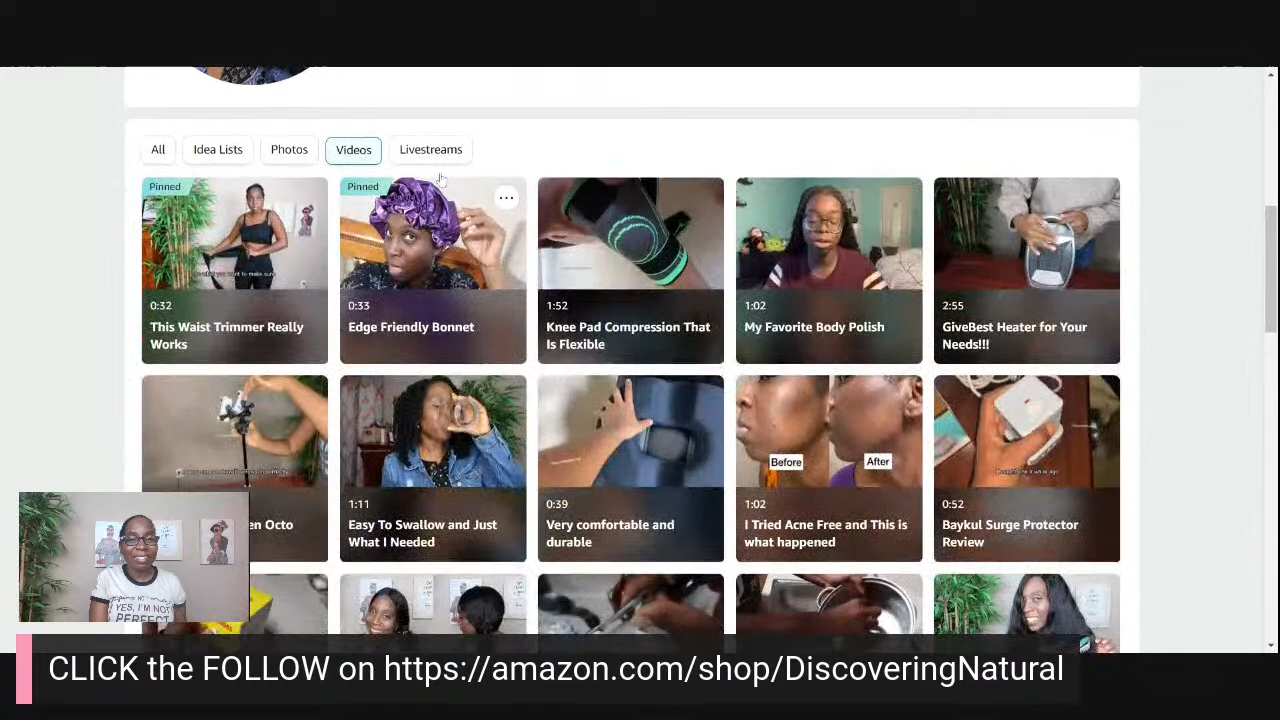 All
Idea Lists
Photos
Videos
Livestreams
Pinned
Pinned
0:32
This Waist Trimmer Really
Works
0:33
Edge Friendly Bonnet
1:52
Knee Pad Compression That
Is Flexible
1:02
My Favorite Body Polish
2:55
GiveBest Heater for Your
Needs!!!
Before
After
en Octo
1:11
Easy To Swallow and Just
What I Needed
0:39
Very comfortable and
durable
1:02
I Tried Acne Free and This is
what happened
0:52
Baykul Surge Protector
Review
YES, I'M NOT
PERFECT
CLICK the FOLLOW on https://amazon.com/shop/DiscoveringNatural